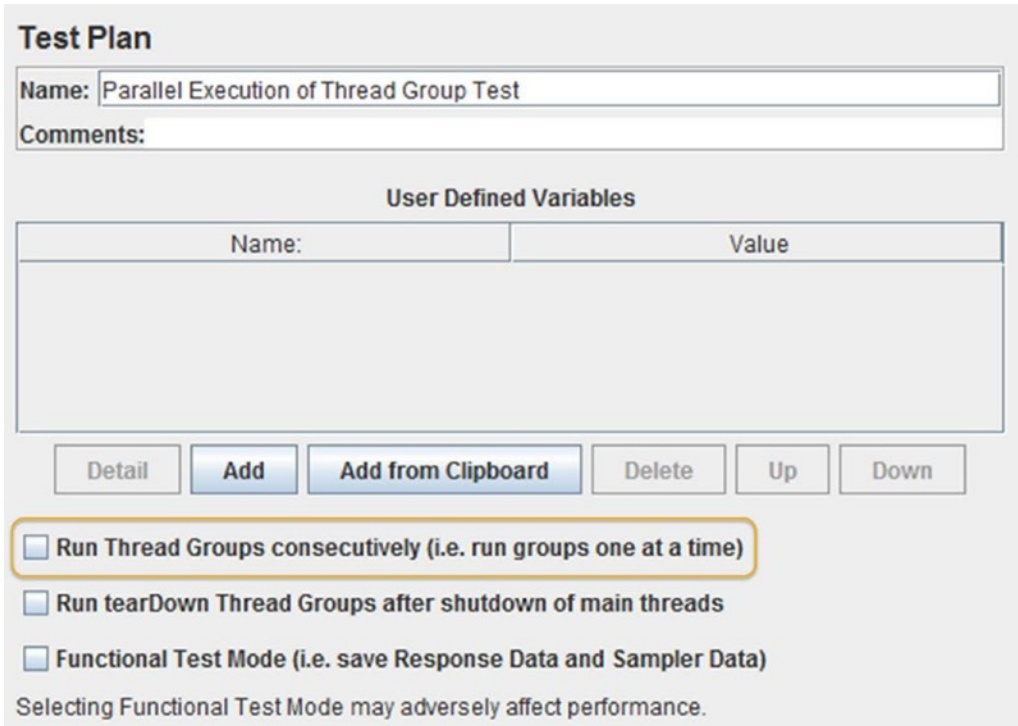 Test Plan
Name: Parallel Execution of Thread Group Test
Comments:
User Defined Variables
Name: Value
Detail Add Add from Clipboard Delete Up Down
Run Thread Groups consecutively (i.e. run groups one at a time)
Run tearDown Thread Groups after shutdown of main threads
Functional Test Mode (i.e. save Response Data and Sampler Data)
Selecting Functional Test Mode may adversely affect performance.